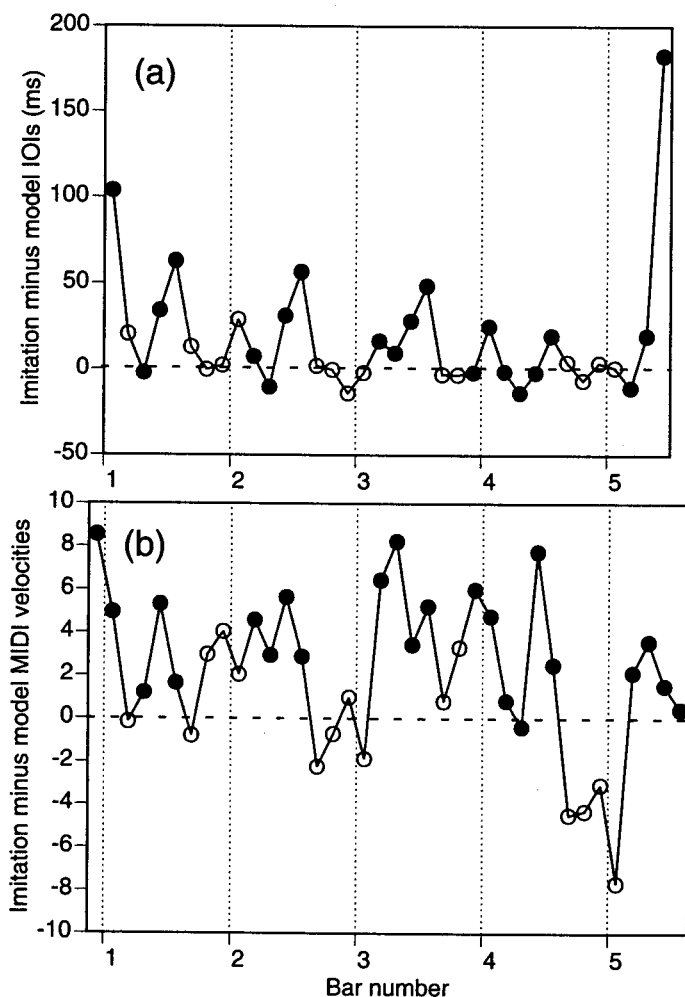 200
150
100
50
0
-50
Imitation minus model IOIs (ms)
(a)
1 2 3 4 5
10
8
6
4
2
0
-2
-4
-6
-8
-10
Imitation minus model MIDI velocities
(b)
1 2 3 4 5
Bar number